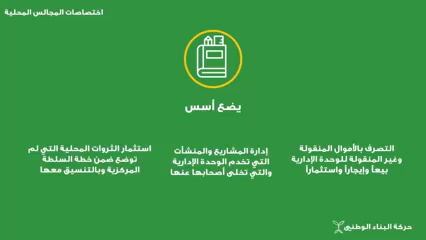 اختصاصات المجالس المحلية
يضع أسس
التصرف بالأموال المنقولة
وغير المنقولة للوحدة الإدارية
بيعاً وإيجاراً واستثماراً
إدارة المشاريع والمنشآت
التي تخدم الوحدة الإدارية
والتي تخلى أصحابها عنها
استثمار الثروات المحلية التي لم
توضع ضمن خطة السلطة
المركزية وبالتنسيق معها
حركة البناء الوطني